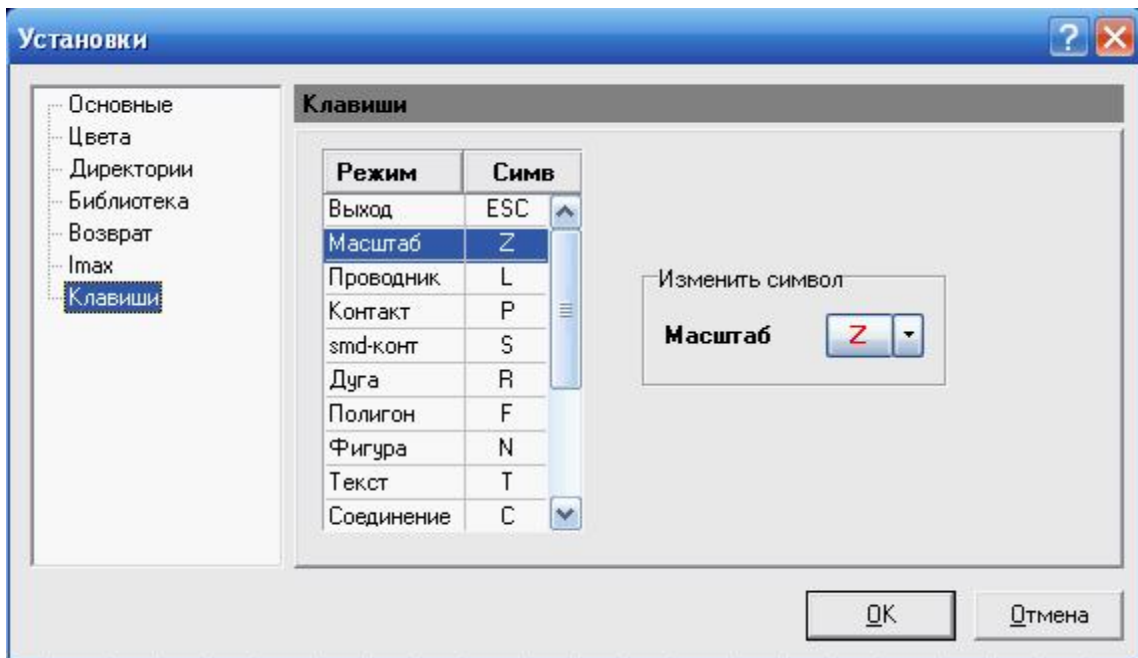 Установки
Основные
Цвета
Директории
Библиотека
Возврат
Imax
Клавиши
Клавиши
Режим Симв
Выход ESC
Масштаб Z
Проводник L
Контакт P
smd-конт S
Дуга R
Полигон F
Фигура N
Текст T
Соединение C
Изменить символ
Масштаб Z
OK Отмена